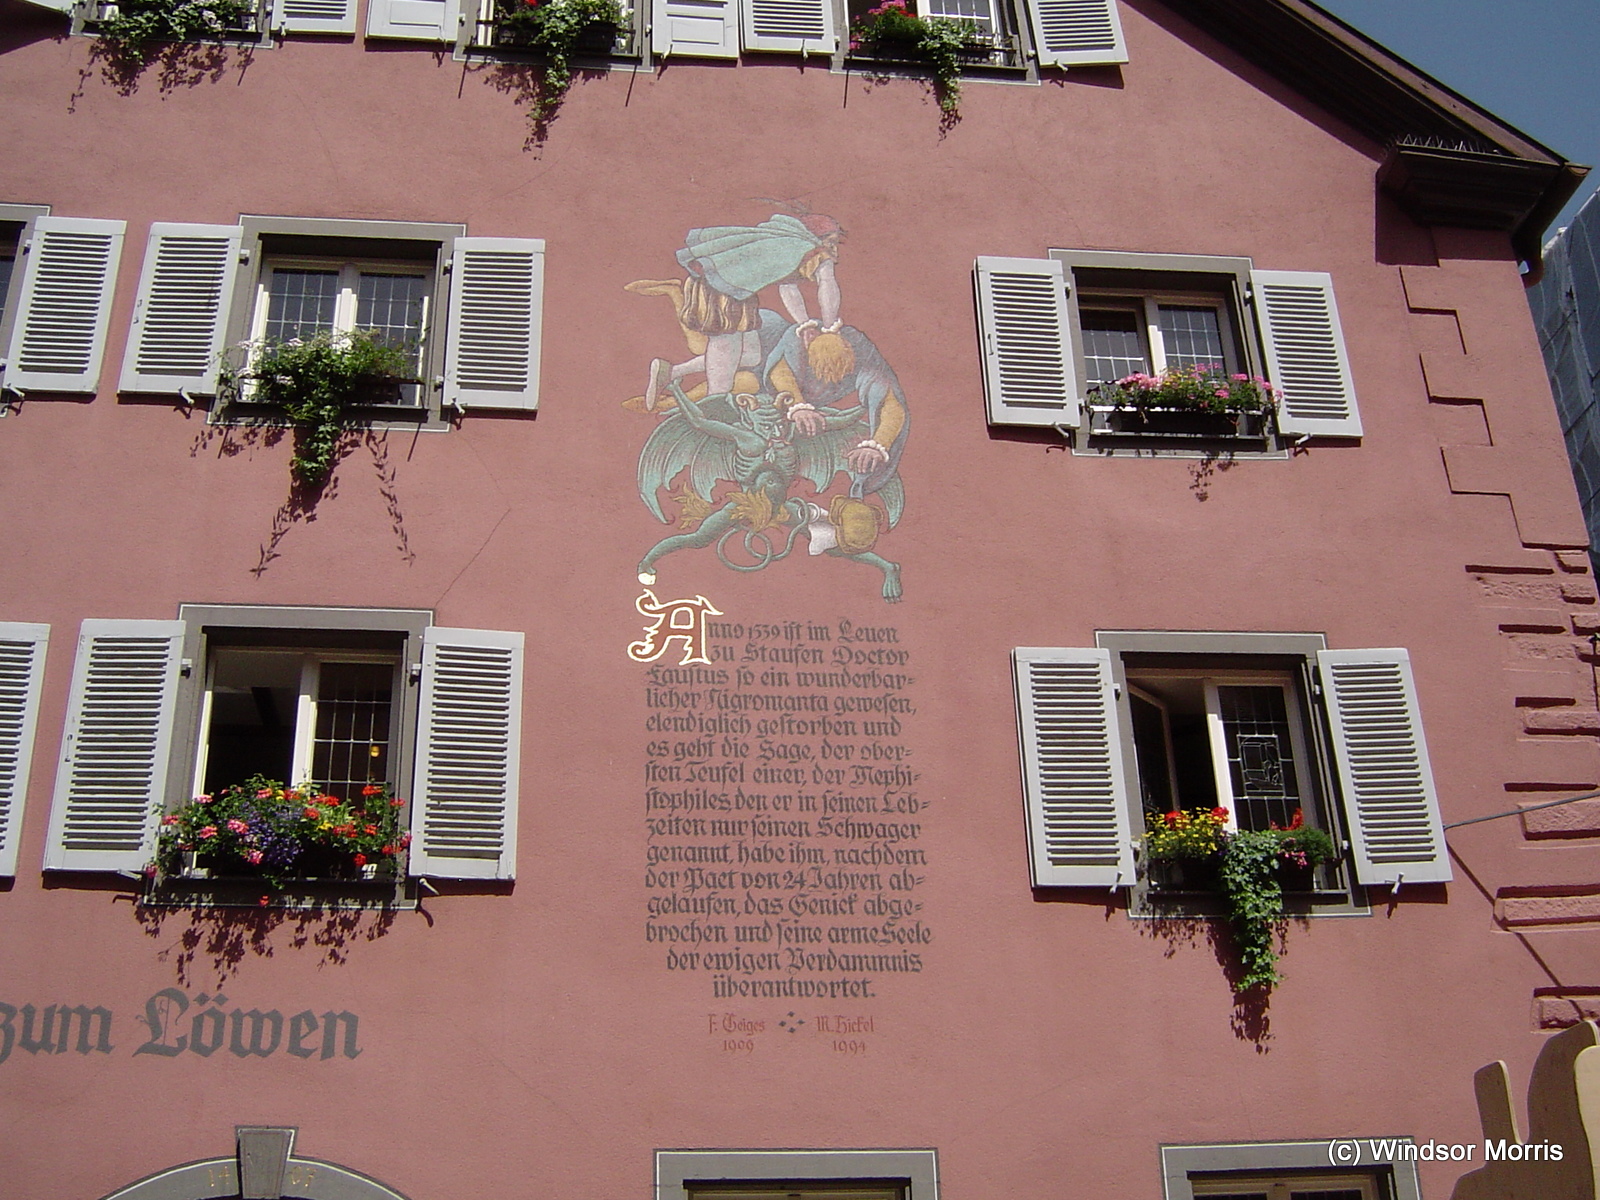 Anno 1539 ist im Leuen
zu Staufen Doctor
Faustus so ein wunderbar-
licher Nigromanta gewesen,
elendiglich gestorben und
es geht die Sage, der ober-
sten Teufel einer, der Mephi-
stophiles, den er in seinen Leb-
zeiten nur seinen Schwager
genannt, habe ihm, nachdem
der Pact von 24 Jahren ab-
gelaufen, das Genick abge-
brochen und seine arme Seele
der ewigen Verdammnis
überantwortet.
F. Geiges M. Hickel
1909 1994
zum Löwen
(c) Windsor Morris